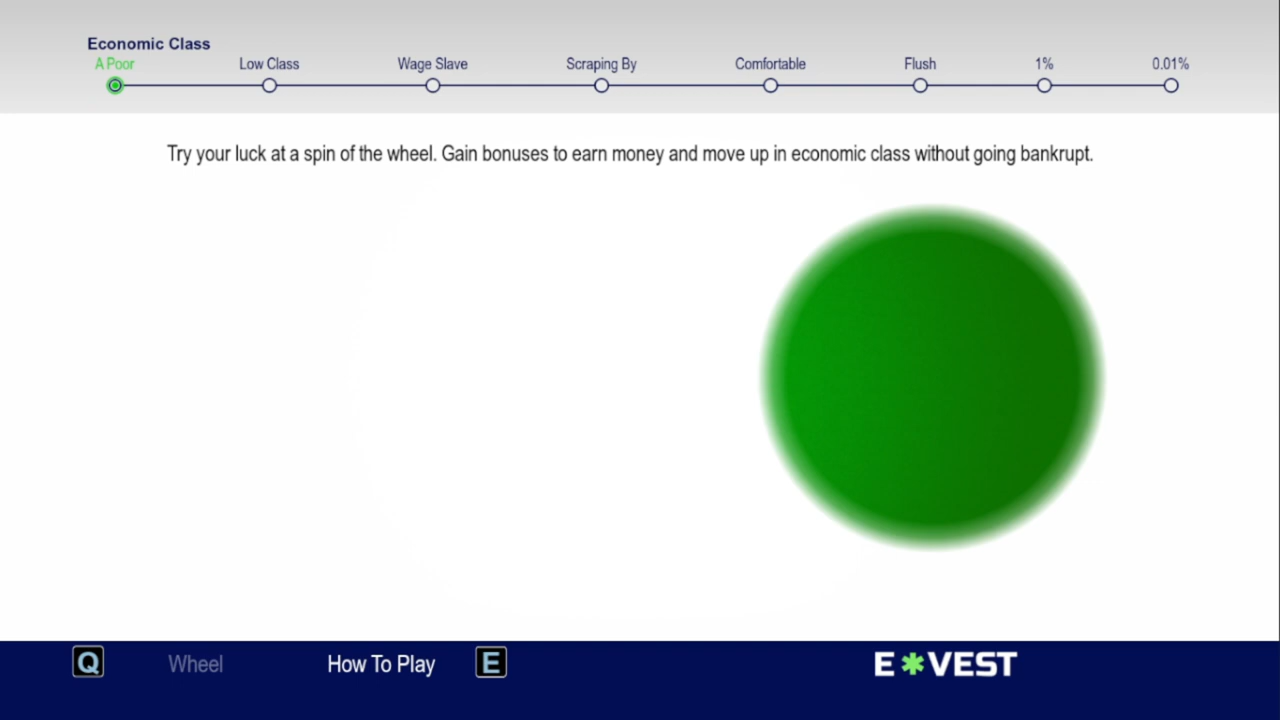 Economic Class
A Poor Low Class Wage Slave Scraping By Comfortable Flush 1% 0.01%
Try your luck at a spin of the wheel. Gain bonuses to earn money and move up in economic class without going bankrupt.
Q Wheel How To Play E E*VEST